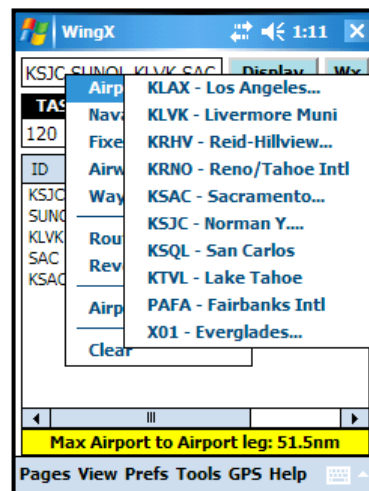 WingX 1:11
KSJC SUNOL KLVK SAC Display Wx
TAS
120
ID
KSJC
SUNO
KLVK
SAC
KSAC
Airp
Nava
Fixe
Airw
Way
Rou
Rev
Airp
Clear
KLAX - Los Angeles...
KLVK - Livermore Muni
KRHV - Reid-Hillview...
KRNO - Reno/Tahoe Intl
KSAC - Sacramento...
KSJC - Norman Y....
KSQL - San Carlos
KTVL - Lake Tahoe
PAFA - Fairbanks Intl
X01 - Everglades...
Max Airport to Airport leg: 51.5nm
Pages View Prefs Tools GPS Help